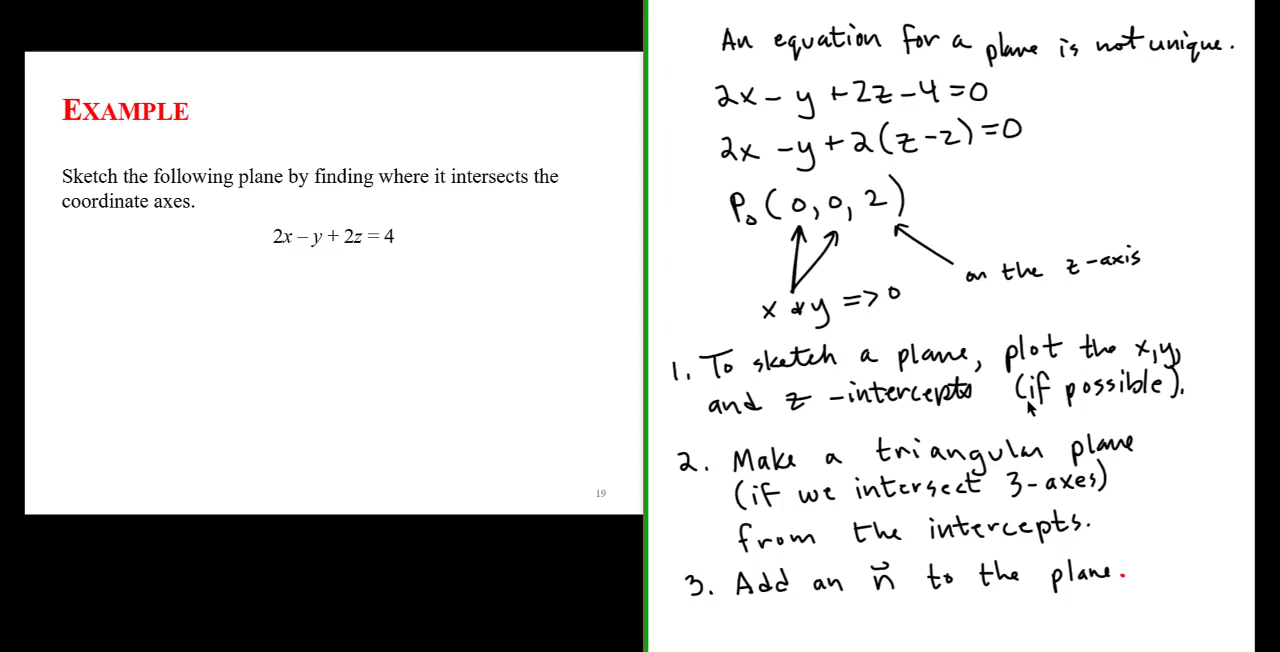 EXAMPLE
Sketch the following plane by finding where it intersects the
coordinate axes.
2x – y + 2z = 4
19
An equation for a plane is not unique.
2x - y + 2z - 4 = 0
2x - y + 2(z - 2) = 0
P₀(0, 0, 2)
on the z-axis
x & y => 0
1. To sketch a plane, plot the x, y,
and z-intercepts (if possible).
2. Make a triangular plane
(if we intersect 3-axes)
from the intercepts.
3. Add an n⃗ to the plane.